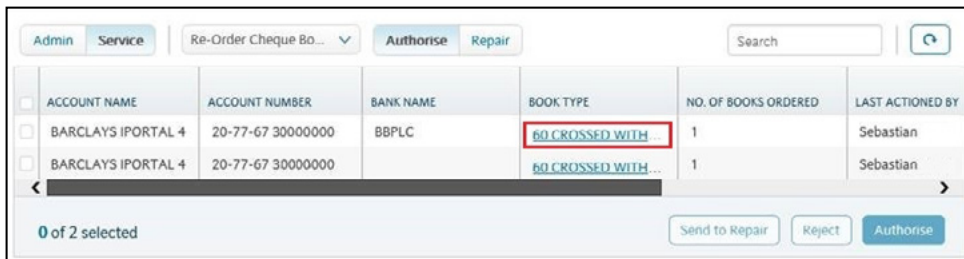 Admin Service Re-Order Cheque Bo... Authorise Repair Search
ACCOUNT NAME ACCOUNT NUMBER BANK NAME BOOK TYPE NO. OF BOOKS ORDERED LAST ACTIONED BY
BARCLAYS IPORTAL 4 20-77-67 30000000 BBPLC 60 CROSSED WITH... 1 Sebastian
BARCLAYS IPORTAL 4 20-77-67 30000000 60 CROSSED WITH... 1 Sebastian
0 of 2 selected Send to Repair Reject Authorise